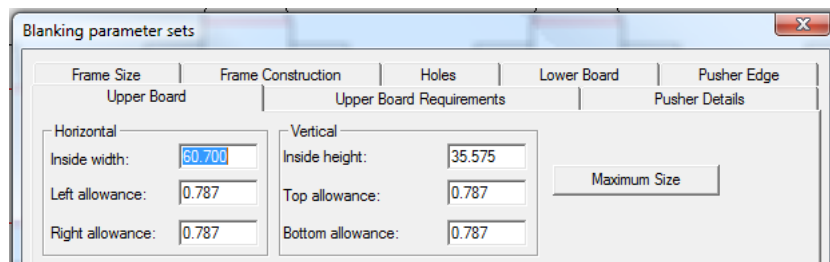 Blanking parameter sets
Frame Size Frame Construction Holes Lower Board Pusher Edge
Upper Board Upper Board Requirements Pusher Details
Horizontal Vertical
Inside width: 60.700 Inside height: 35.575
Maximum Size
Left allowance: 0.787 Top allowance: 0.787
Right allowance: 0.787 Bottom allowance: 0.787